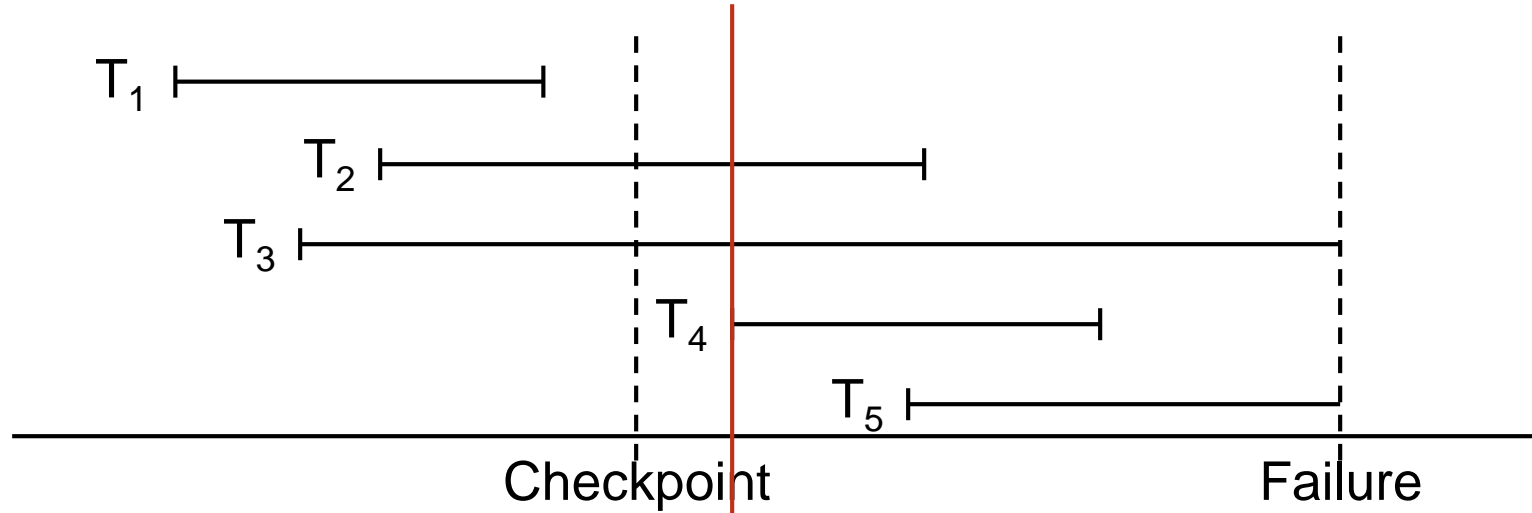 T₁
T₂
T₃
T₄
T₅
Checkpoint Failure